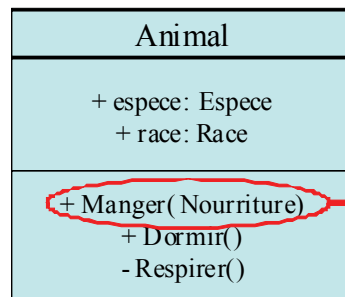 Animal
+ espece: Espece
+ race: Race
+ Manger( Nourriture)
+ Dormir()
- Respirer()